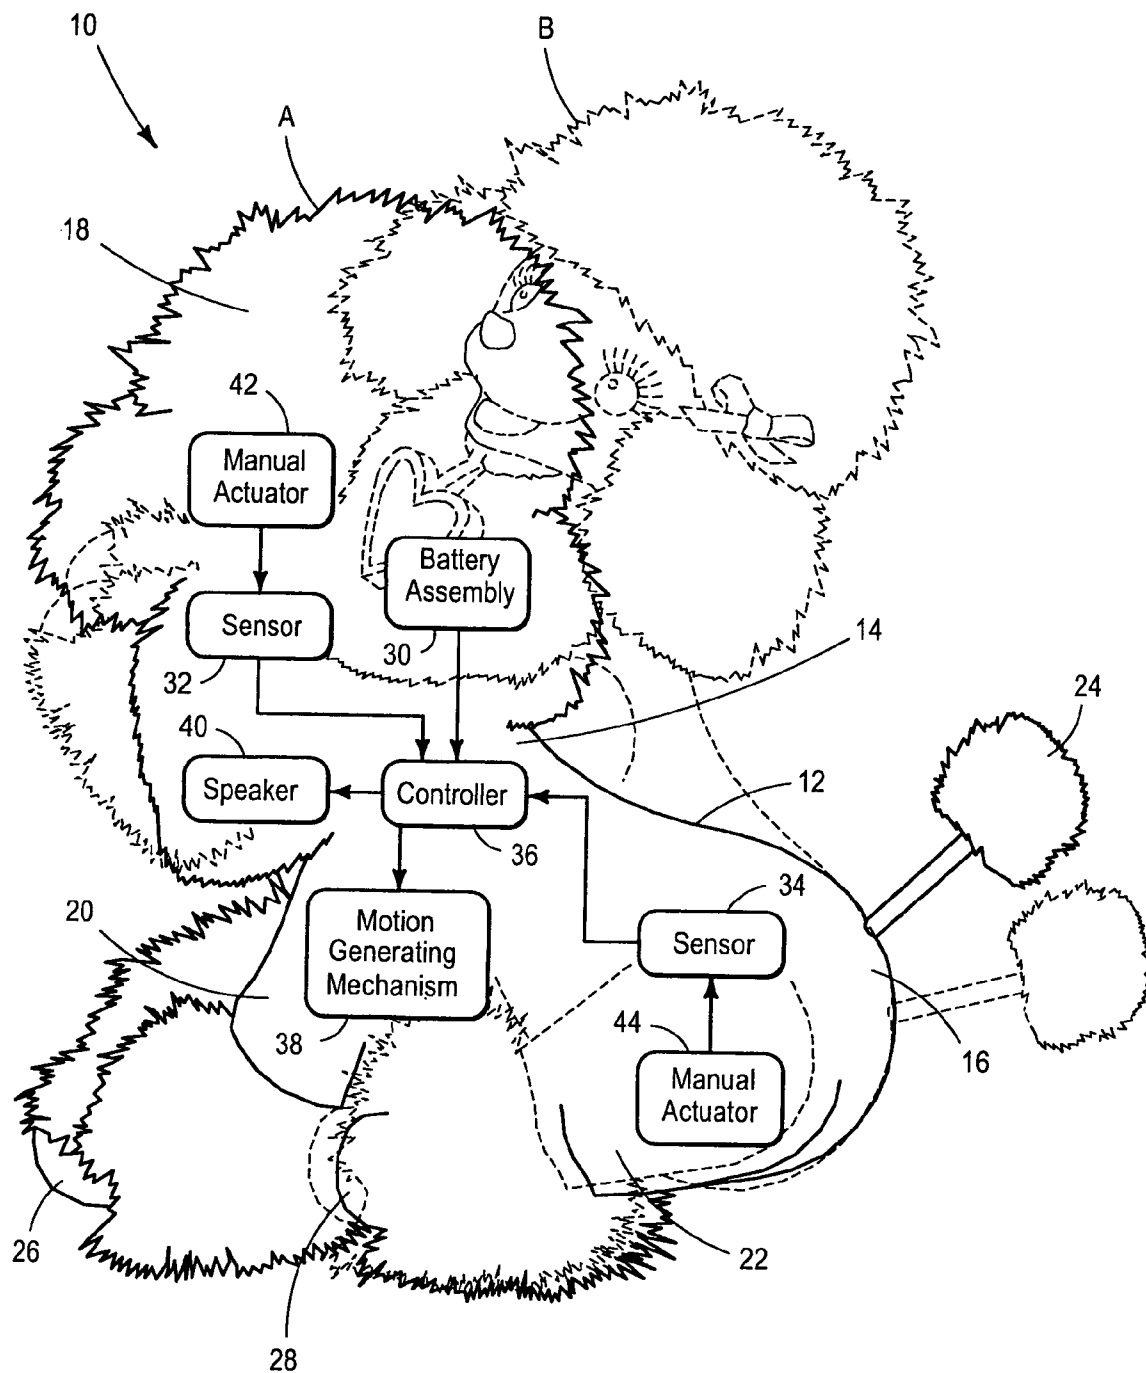 10
B
A
18
42
Manual
Actuator
Battery
Assembly
Sensor
30
14
32
24
40
Speaker
Controller
12
36
34
20
Motion
Generating
Mechanism
Sensor
38
44
16
Manual
Actuator
26
22
28